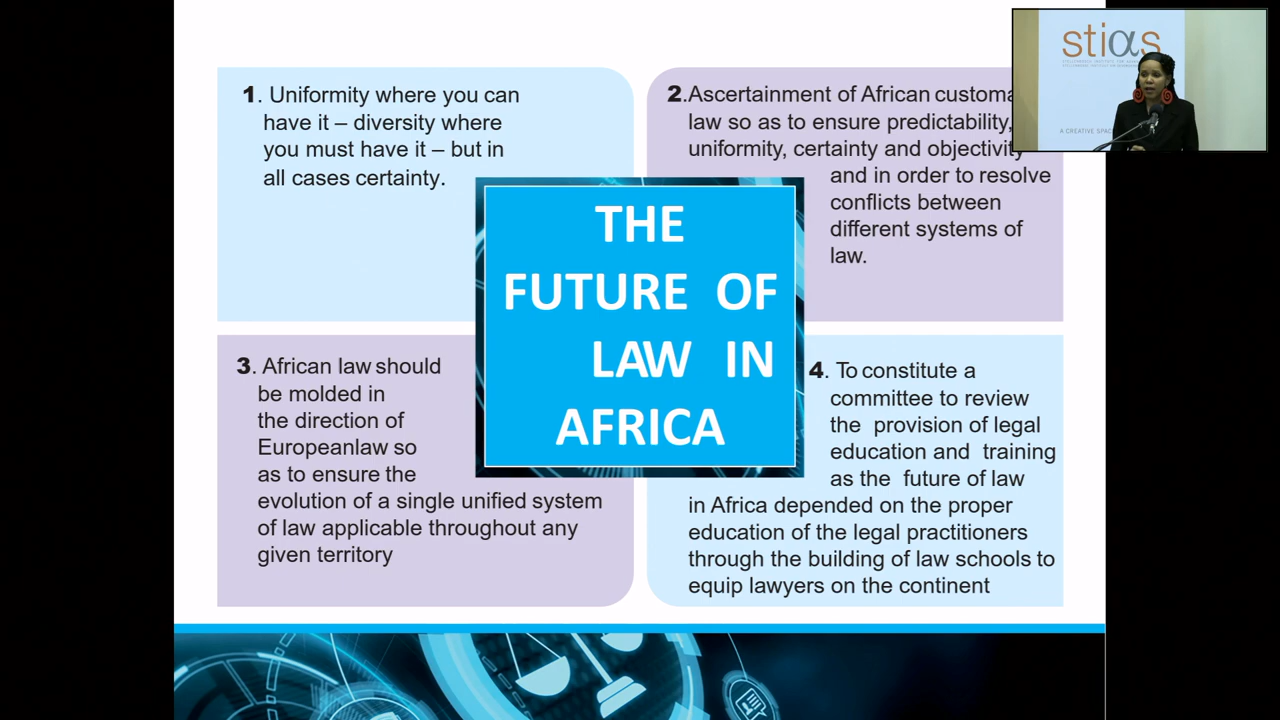 1. Uniformity where you can
have it – diversity where
you must have it – but in
all cases certainty.
2.Ascertainment of African
law so as to ensure predictability,
uniformity, certainty and objectivity
and in order to resolve
conflicts between
different systems of
law.
THE
FUTURE OF
LAW IN
AFRICA
3. African law should
be molded in
the direction of
Europeanlaw so
as to ensure the
evolution of a single unified system
of law applicable throughout any
given territory
4. To constitute a
committee to review
the provision of legal
education and training
as the future of law
in Africa depended on the proper
education of the legal practitioners
through the building of law schools to
equip lawyers on the continent
stiαs
A CREATIVE